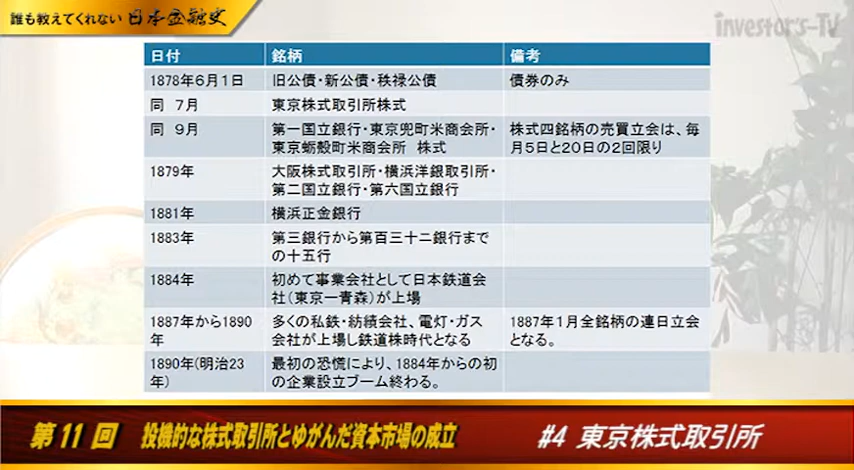 誰も教えてくれない 日本金融史
investor's-TV
日付 銘柄 備考
1878年6月1日 旧公債・新公債・秩禄公債 債券のみ
同 7月 東京株式取引所株式
同 9月 第一国立銀行・東京兜町米商会所・ 株式四銘柄の売買立会は、毎
東京蛎殻町米商会所 株式 月5日と20日の2回限り
1879年 大阪株式取引所・横浜洋銀取引所・
第二国立銀行・第六国立銀行
1881年 横浜正金銀行
1883年 第三銀行から第百三十二銀行まで
の十五行
1884年 初めて事業会社として日本鉄道会
社(東京ー青森)が上場
1887年から1890 多くの私鉄・紡績会社、電灯・ガス 1887年1月全銘柄の連日立会
年 会社が上場し鉄道株時代となる となる。
1890年(明治23 最初の恐慌により、1884年からの初
年) の企業設立ブーム終わる。
第11回 投機的な株式取引所とゆがんだ資本市場の成立 #4 東京株式取引所